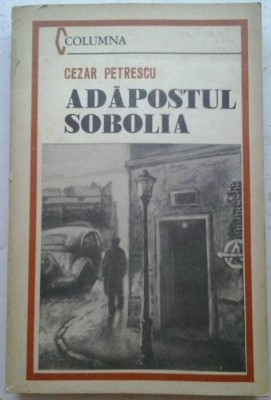 COLUMNA
CEZAR PETRESCU
ADĂPOSTUL
SOBOLIA